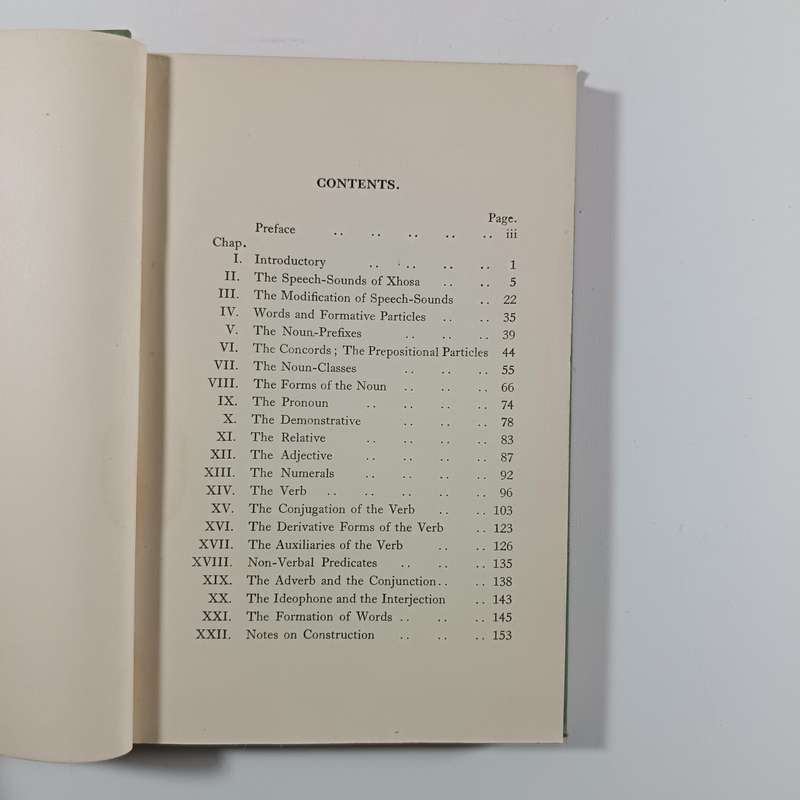 CONTENTS.
Page.
Preface .. .. .. .. .. iii
Chap.
I. Introductory .. .. .. .. 1
II. The Speech-Sounds of Xhosa .. .. 5
III. The Modification of Speech-Sounds .. 22
IV. Words and Formative Particles .. .. 35
V. The Noun-Prefixes .. .. .. 39
VI. The Concords; The Prepositional Particles 44
VII. The Noun-Classes .. .. .. 55
VIII. The Forms of the Noun .. .. .. 66
IX. The Pronoun .. .. .. .. 74
X. The Demonstrative .. .. .. 78
XI. The Relative .. .. .. .. 83
XII. The Adjective .. .. .. .. 87
XIII. The Numerals .. .. .. .. 92
XIV. The Verb .. .. .. .. .. 96
XV. The Conjugation of the Verb .. .. 103
XVI. The Derivative Forms of the Verb .. 123
XVII. The Auxiliaries of the Verb .. .. 126
XVIII. Non-Verbal Predicates .. .. .. 135
XIX. The Adverb and the Conjunction .. .. 138
XX. The Ideophone and the Interjection .. 143
XXI. The Formation of Words .. .. .. 145
XXII. Notes on Construction .. .. .. 153